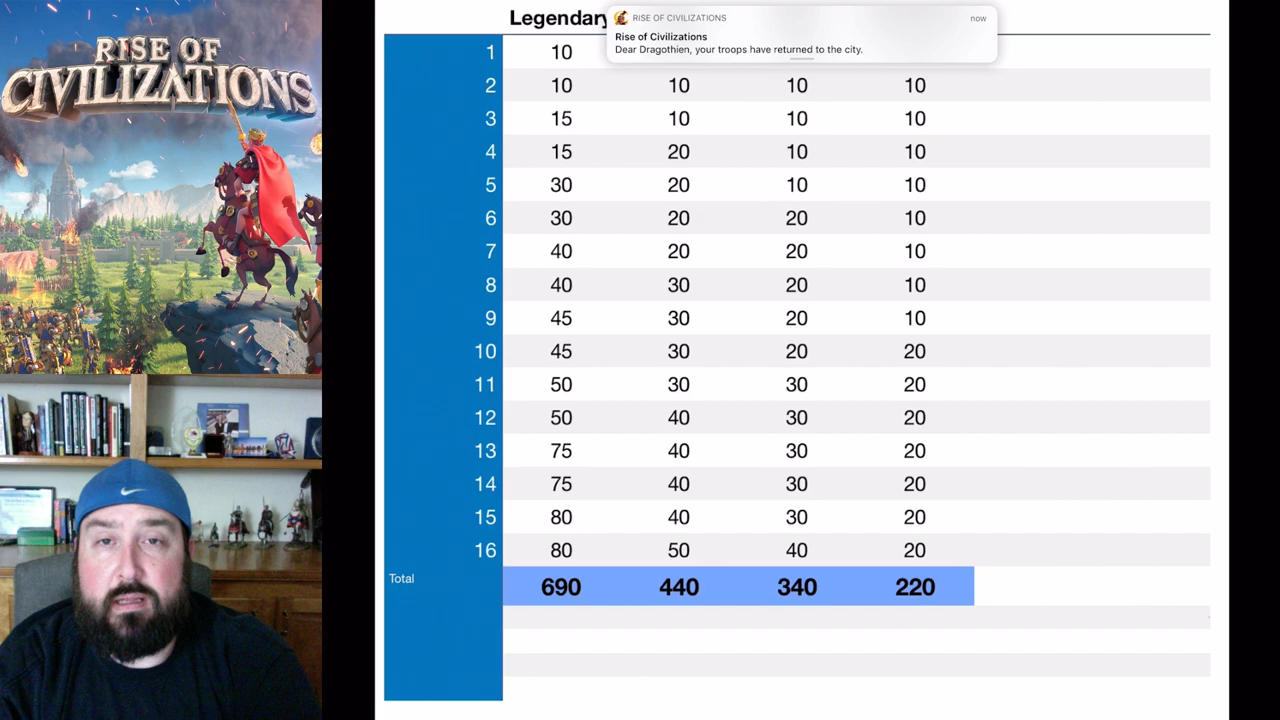 RISE OF
CIVILIZATIONS
Legendary
RISE OF CIVILIZATIONS
now
Rise of Civilizations
Dear Dragothien, your troops have returned to the city.
1 10
2 10 10 10 10
3 15 10 10 10
4 15 20 10 10
5 30 20 10 10
6 30 20 20 10
7 40 20 20 10
8 40 30 20 10
9 45 30 20 10
10 45 30 20 20
11 50 30 30 20
12 50 40 30 20
13 75 40 30 20
14 75 40 30 20
15 80 40 30 20
16 80 50 40 20
Total 690 440 340 220